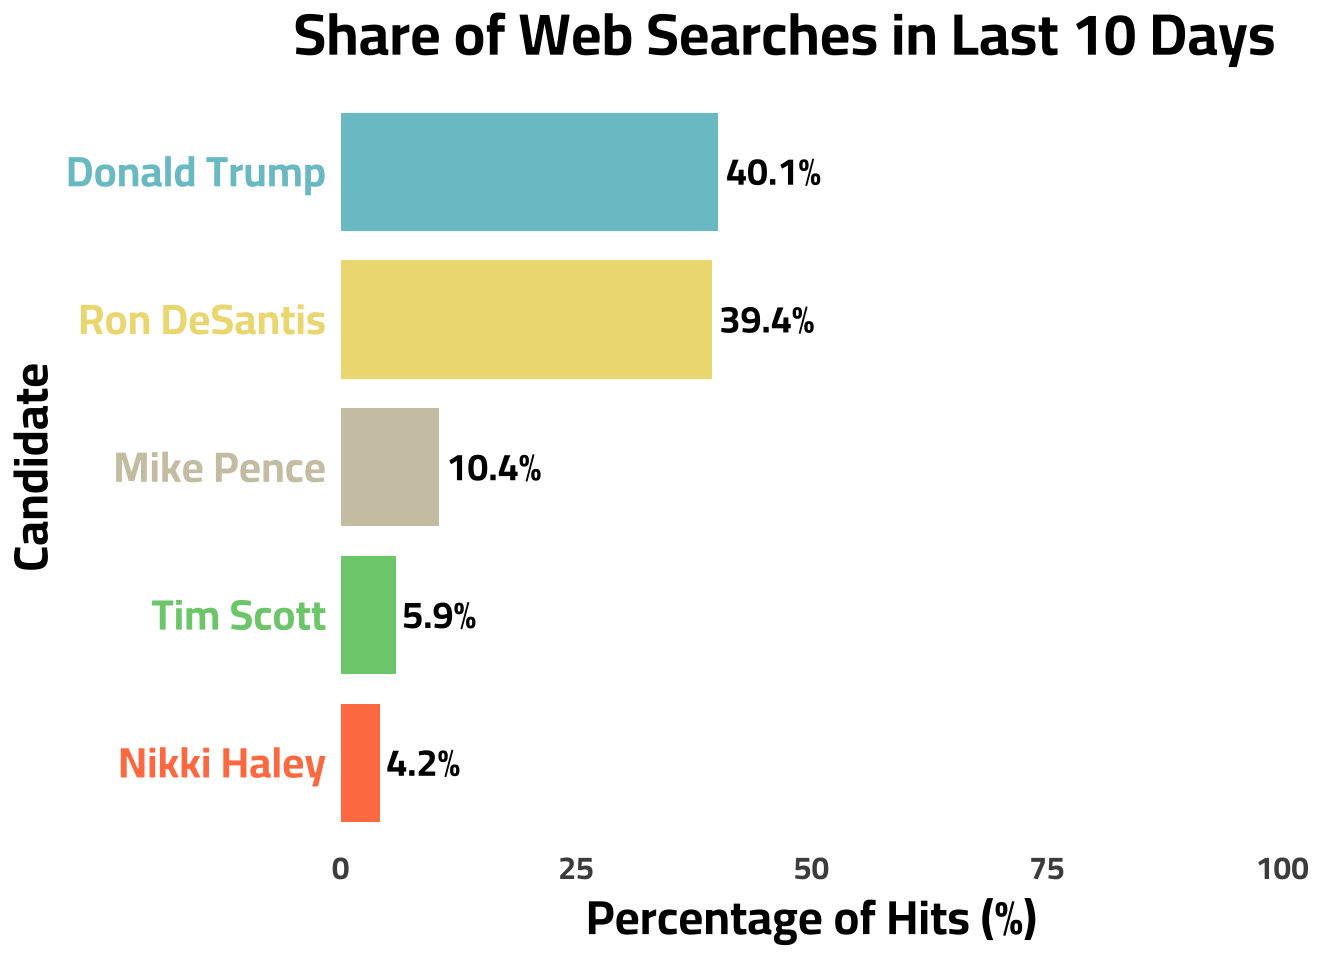 Share of Web Searches in Last 10 Days
Donald Trump
40.1%
Ron DeSantis
39.4%
Candidate
Mike Pence
10.4%
Tim Scott
5.9%
Nikki Haley
4.2%
0 25 50 75 100
Percentage of Hits (%)